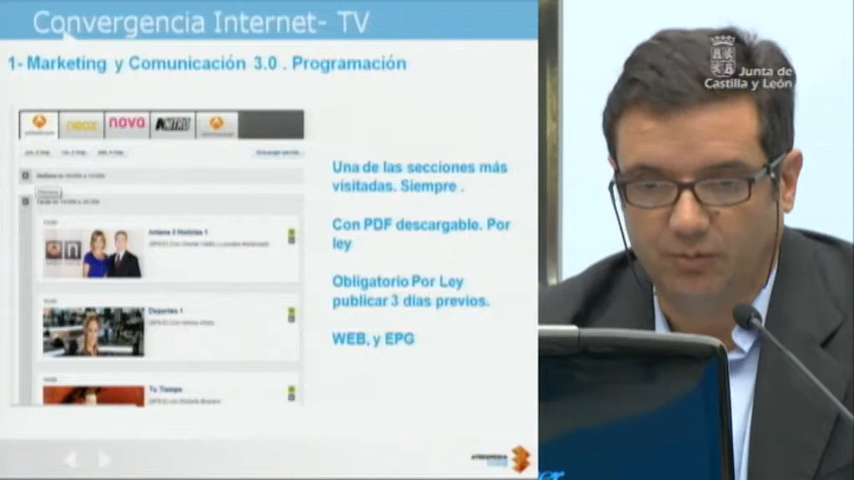 Convergencia Internet- TV
1- Marketing y Comunicación 3.0 . Programación
neox
nova
NITRO
Una de las secciones más
visitadas. Siempre .
Con PDF descargable. Por
ley
Obligatorio Por Ley
publicar 3 días previos.
WEB, y EPG
Antena 3 Noticias 1
Deportes 1
Tu Tiempo
Junta de
Castilla y León